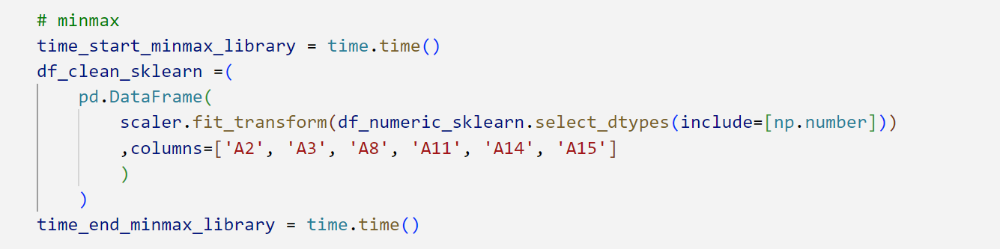 # minmax
time_start_minmax_library = time.time()
df_clean_sklearn =(
    pd.DataFrame(
        scaler.fit_transform(df_numeric_sklearn.select_dtypes(include=[np.number]))
        ,columns=['A2', 'A3', 'A8', 'A11', 'A14', 'A15']
        )
    )
time_end_minmax_library = time.time()